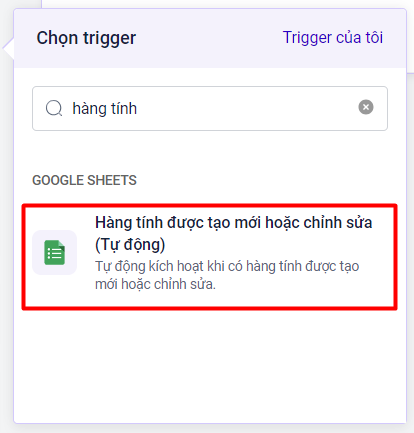 Chọn trigger
Trigger của tôi
hàng tính
GOOGLE SHEETS
Hàng tính được tạo mới hoặc chỉnh sửa
(Tự động)
Tự động kích hoạt khi có hàng tính được tạo
mới hoặc chỉnh sửa.